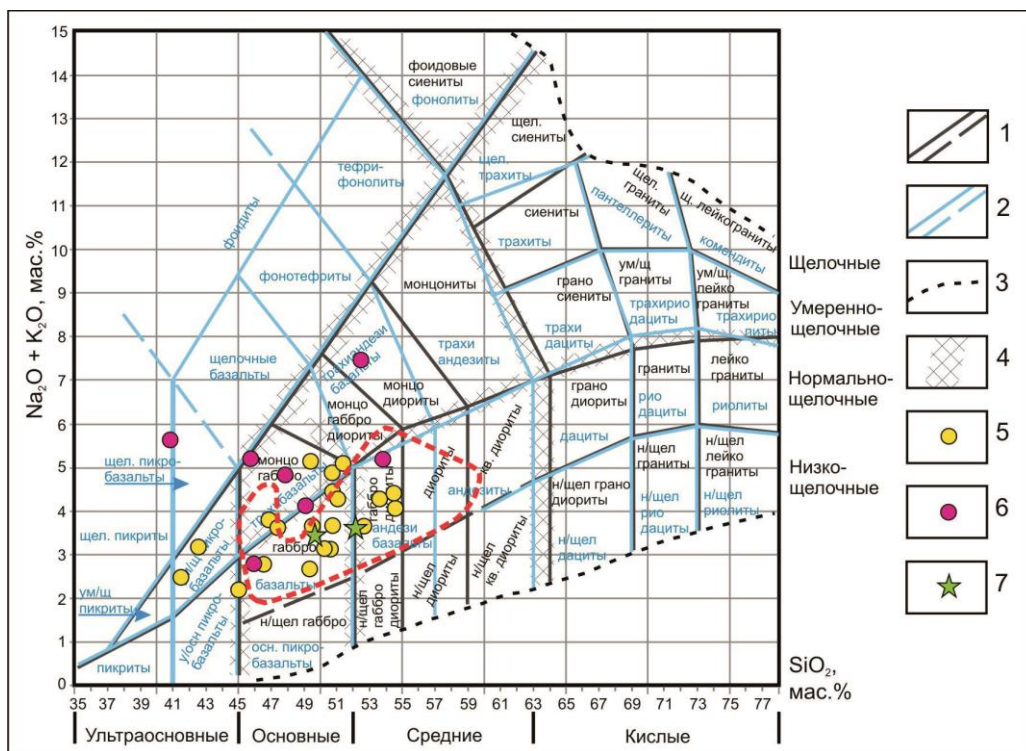 Na₂O + K₂O, мас.%
15
14
13
12
11
10
9
8
7
6
5
4
3
2
1
0
фоидовые
сиениты
фонолиты
щел.
сиениты
тефри-
фонолиты
щел.
трахиты
щел.
граниты
щ. лейкограниты
пантеллериты
комендиты
фоидиты
сиениты
трахиты
фонотефриты
монцониты
грано
сиениты
ум/щ
граниты
ум/щ.
лейко
граниты
трахирио
дациты
трахирио
литы
щелочные
базальты
трахиандези
базальты
трахи
андезиты
трахи
дациты
монцо
диориты
монцо
габбро
диориты
грано
диориты
граниты
лейко
граниты
рио
дациты
риолиты
щел. пикро-
базальты
монцо
габбро
габбро
диориты
диориты
кв. диориты
дациты
андезиты
н/щел
граниты
н/щел
лейко
граниты
н/щел грано
диориты
щел. пикриты
габбро
андези
базальты
базальты
н/щел
рио
дациты
н/щел
риолиты
н/щел
дациты
ум/щ
пикриты
у/осн пикро-
базальты
н/щел габбро
н/щел
габбро
диориты
н/щел
диориты
н/щел
кв. диориты
пикриты
осн. пикро-
базальты
35 37 39 41 43 45 47 49 51 53 55 57 59 61 63 65 67 69 71 73 75 77
SiO₂,
мас.%
Ультраосновные
Основные
Средние
Кислые
Щелочные
Умеренно-
щелочные
Нормально-
щелочные
Низко-
щелочные
1
2
3
4
5
6
7